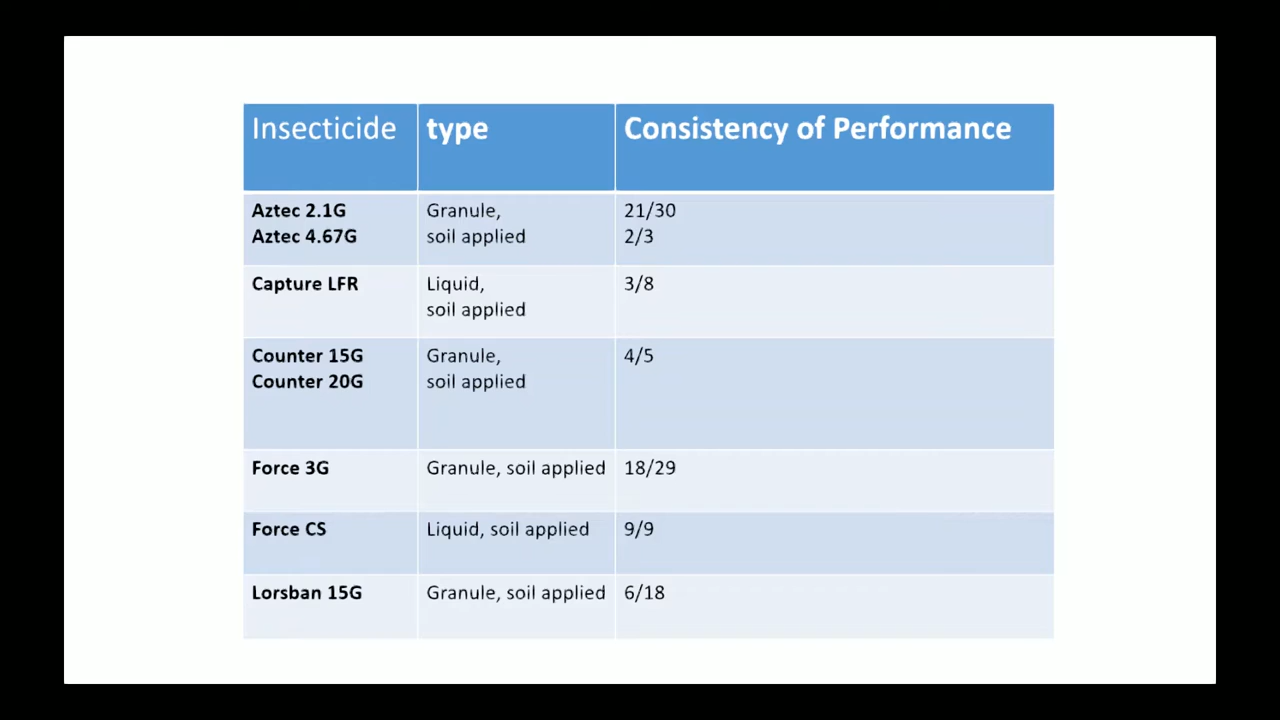 Insecticide type Consistency of Performance
Aztec 2.1G Granule, 21/30
Aztec 4.67G soil applied 2/3
Capture LFR Liquid, 3/8
soil applied
Counter 15G Granule, 4/5
Counter 20G soil applied
Force 3G Granule, soil applied 18/29
Force CS Liquid, soil applied 9/9
Lorsban 15G Granule, soil applied 6/18